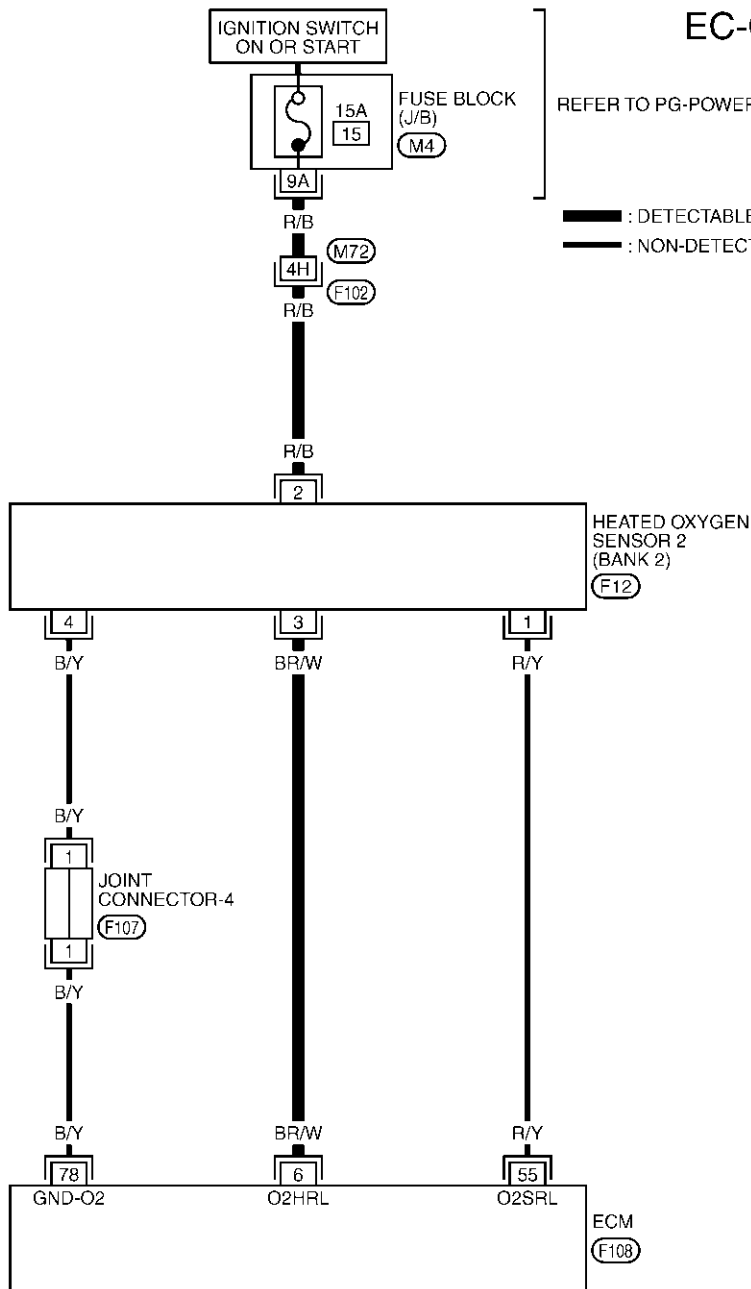 EC-
IGNITION SWITCH
ON OR START
FUSE BLOCK
(J/B)
M4
15A
15
REFER TO PG-POWER
9A
R/B
: DETECTABLE
: NON-DETECT
M72
4H
F102
R/B
R/B
2
HEATED OXYGEN
SENSOR 2
(BANK 2)
F12
4
3
1
B/Y
BR/W
R/Y
B/Y
1
JOINT
CONNECTOR-4
F107
1
B/Y
B/Y
BR/W
R/Y
78
6
55
GND-O2
O2HRL
O2SRL
ECM
F108